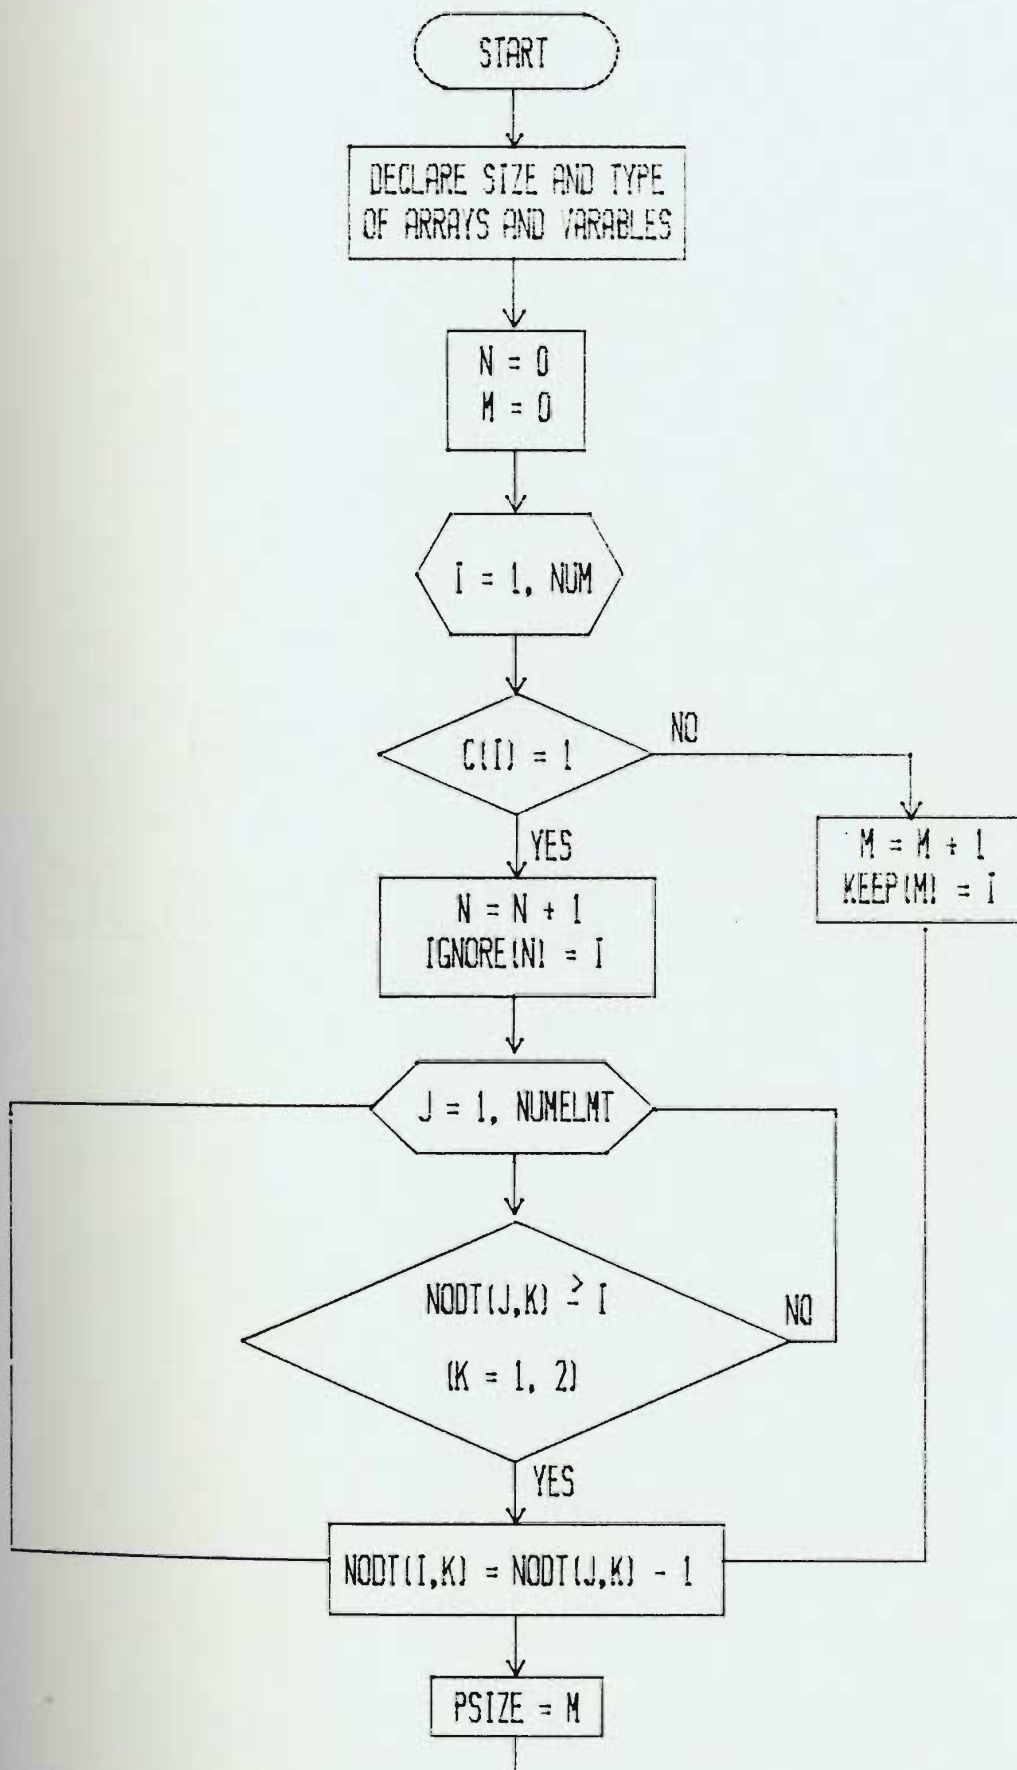 START
DECLARE SIZE AND TYPE
OF ARRAYS AND VARABLES
N = 0
M = 0
I = 1, NUM
C(I) = 1
NO
YES
M = M + 1
KEEP(M) = I
N = N + 1
IGNORE(N) = I
J = 1, NUMELMT
NODT(J,K) ≥ I
NO
(K = 1, 2)
YES
NODT(I,K) = NODT(J,K) - 1
PSIZE = M